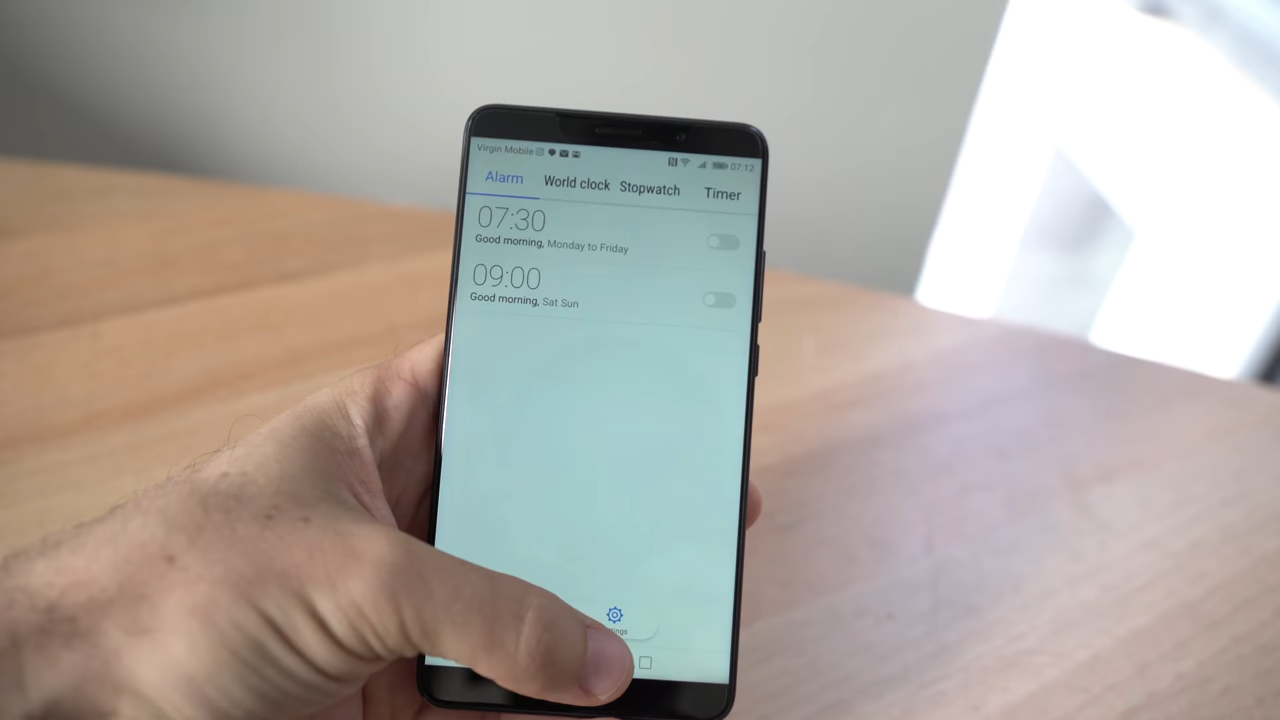 Virgin Mobile 07:12
Alarm World clock Stopwatch Timer
07:30
Good morning, Monday to Friday
09:00
Good morning, Sat Sun